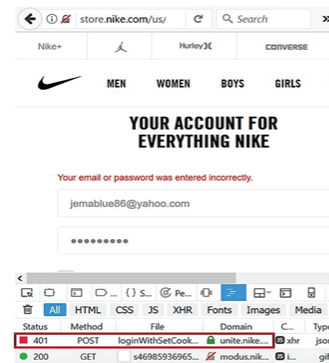 store.nike.com/us/
Search
Nike+
Hurley
CONVERSE
MEN WOMEN BOYS GIRLS
YOUR ACCOUNT FOR
EVERYTHING NIKE
Your email or password was entered incorrectly.
jemablue86@yahoo.com
•••••••••
{} S... Pe...
All HTML CSS JS XHR Fonts Images Media
Status Method File Domain C... Type
401 POST loginWithSetCook... unite.nike.... xhr json
200 GET s46985936965... modus.nik... i... gif